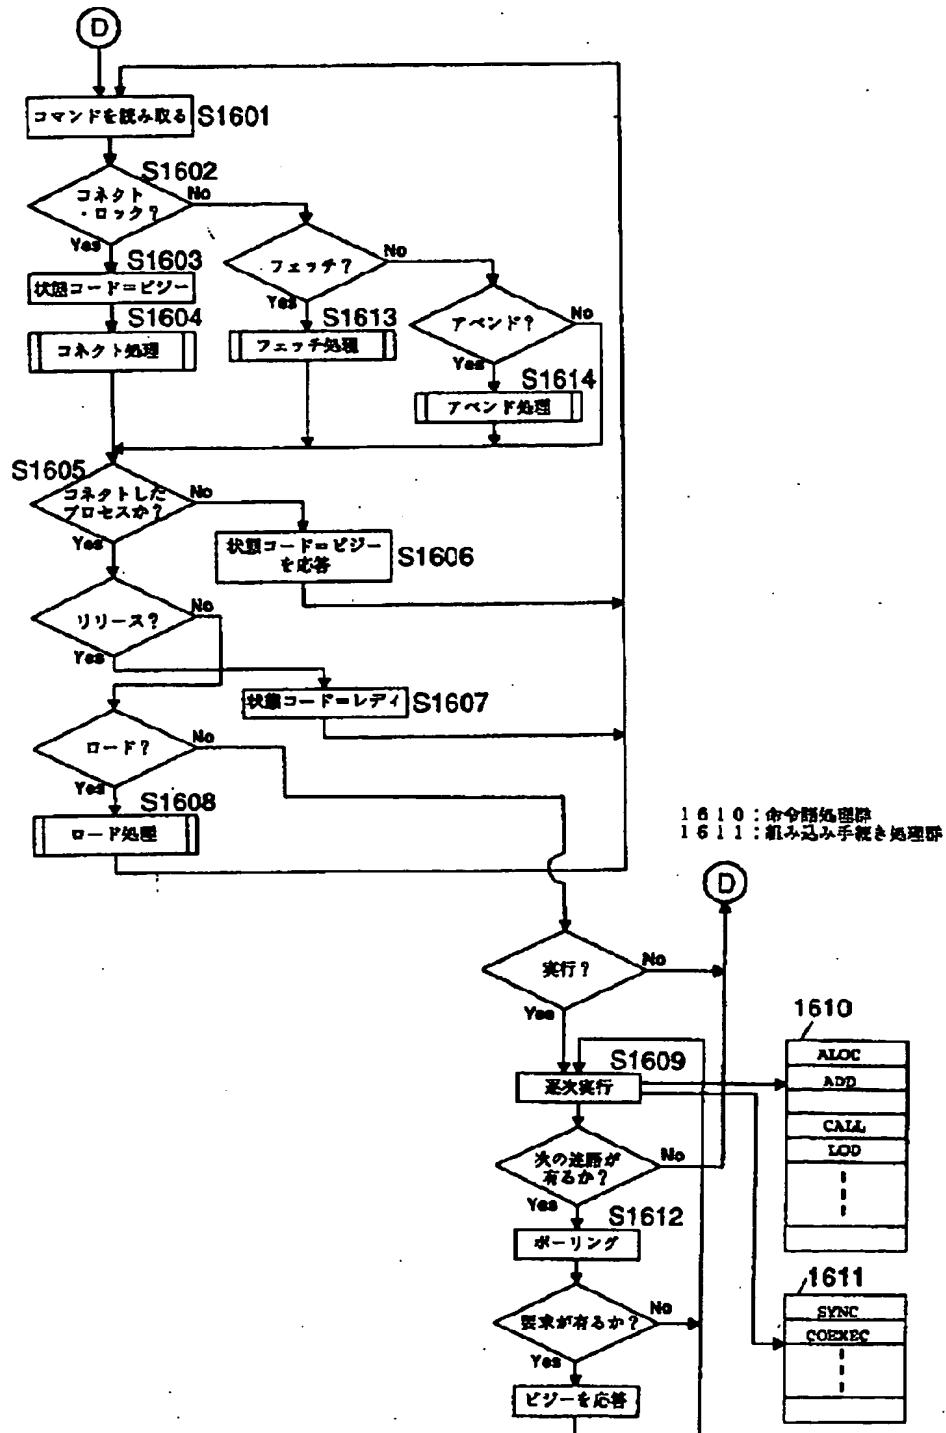 D
コマンドを読み取る S1601
S1602
コネクト
・ロック？
No
Yes
S1603
状態コード＝ビジー
S1604
コネクト処理
フェッチ？
No
Yes
S1613
フェッチ処理
アペンド？
No
Yes
S1614
アペンド処理
S1605
コネクトした
プロセスか？
No
Yes
状態コード＝ビジー
を応答
S1606
リリース？
No
Yes
状態コード＝レディ S1607
ロード？
No
Yes
S1608
ロード処理
1610：命令語処理群
1611：組み込み手続き処理群
D
実行？
No
Yes
S1609
逐次実行
次の
有るか？
No
Yes
S1612
ポーリング
要求が有るか？
No
Yes
ビジーを応答
1610
ALOC
ADD
CALL
LOD
1611
SYNC
COEXEC